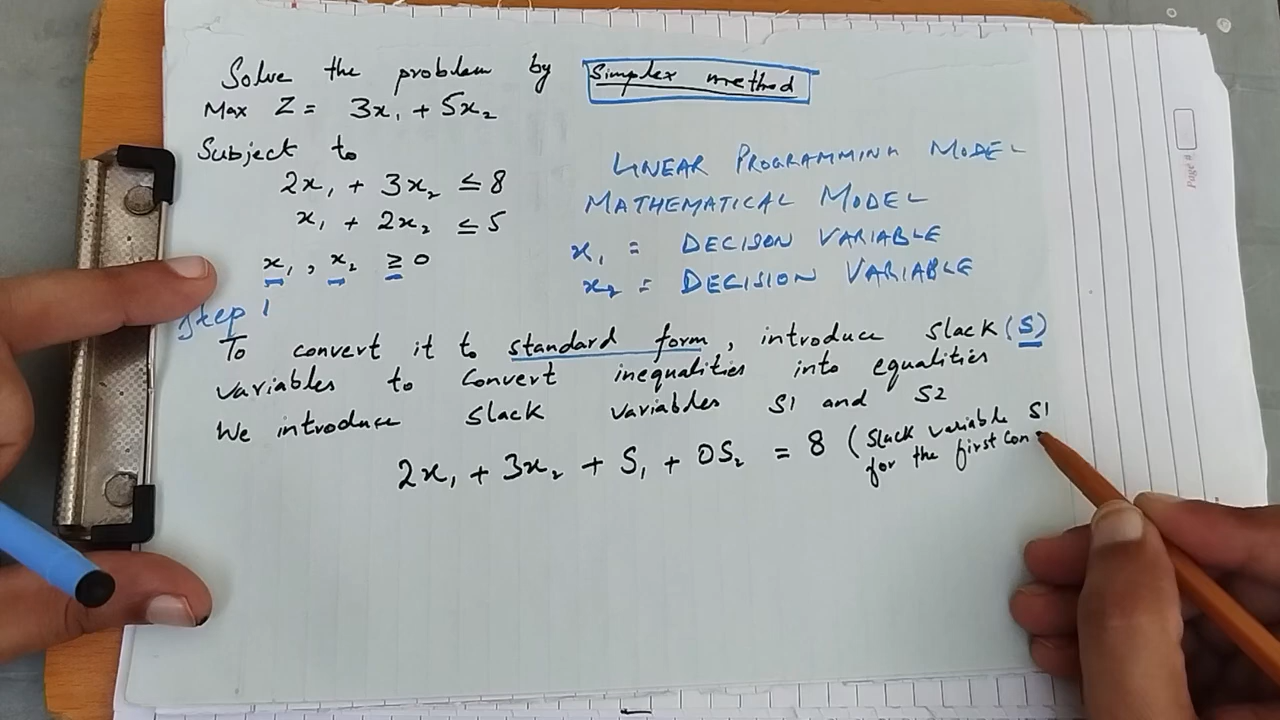 Solve the problem by Simplex method
Max Z = 3x₁ + 5x₂
Subject to
2x₁ + 3x₂ ≤ 8
x₁ + 2x₂ ≤ 5
x₁, x₂ ≥ 0
LINEAR PROGRAMMING MODEL
MATHEMATICAL MODEL
x₁ = DECISION VARIABLE
x₂ = DECISION VARIABLE
Step 1
To convert it to standard form, introduce slack (S)
variables to convert inequalities into equalities
We introduce slack variables S1 and S2
2x₁ + 3x₂ + S₁ + 0S₂ = 8 (Slack variable S1
for the first con
Page #